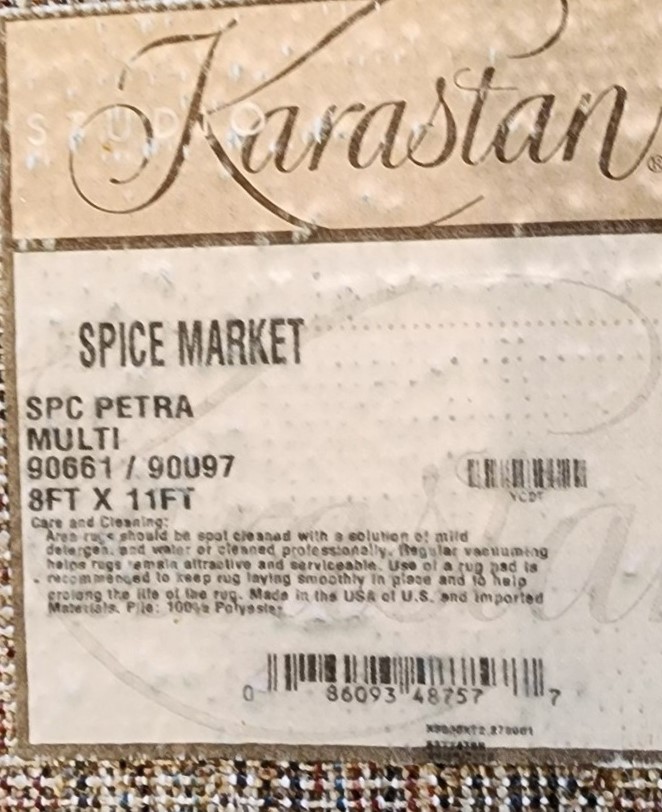 STUDIO
Karastan®
SPICE MARKET
SPC PETRA
MULTI
90661 / 90097
8FT X 11FT
Care and Cleaning:
Area rugs should be spot cleaned with a solution of mild
detergent and water or cleaned professionally. Regular vacuuming
helps rugs remain attractive and serviceable. Use of a rug pad is
recommended to keep rug laying smoothly in place and to help
prolong the life of the rug. Made in the USA of U.S. and Imported
Materials. Pile: 100% Polyester
0 86093 48757 7